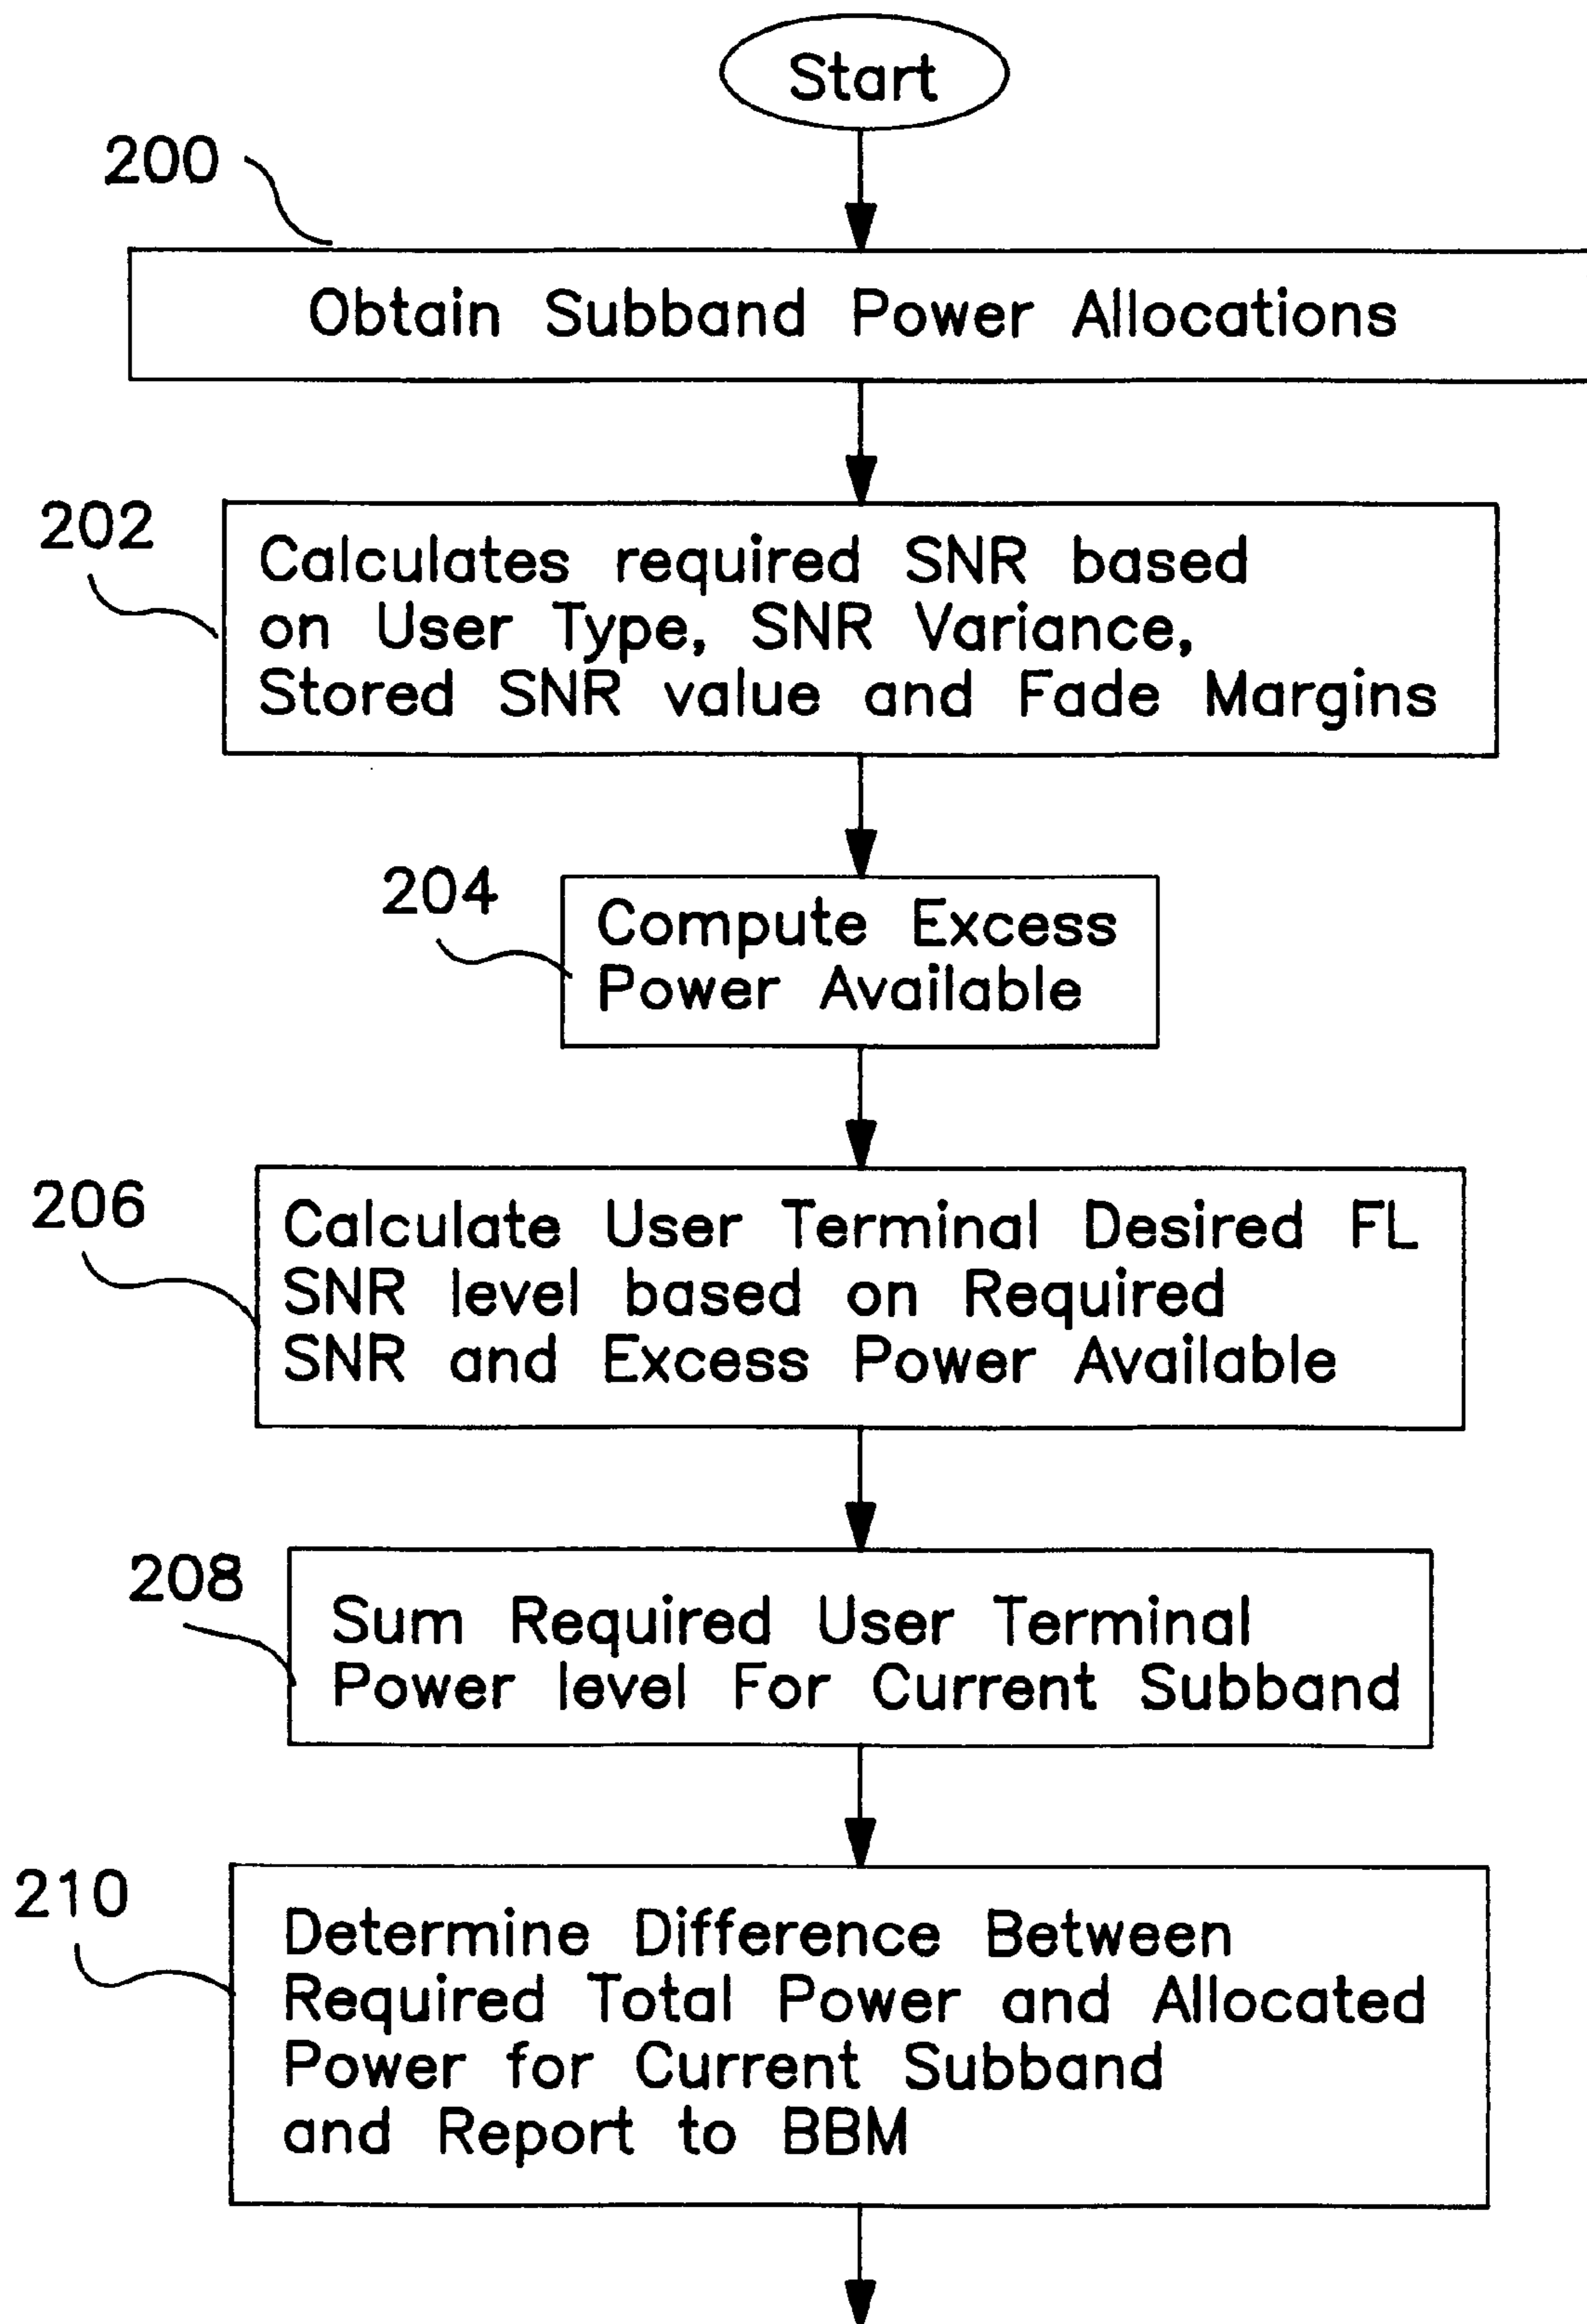 Start
200
Obtain Subband Power Allocations
202
Calculates required SNR based
on User Type, SNR Variance,
Stored SNR value and Fade Margins
204
Compute Excess
Power Available
206
Calculate User Terminal Desired FL
SNR level based on Required
SNR and Excess Power Available
208
Sum Required User Terminal
Power level For Current Subband
210
Determine Difference Between
Required Total Power and Allocated
Power for Current Subband
and Report to BBM